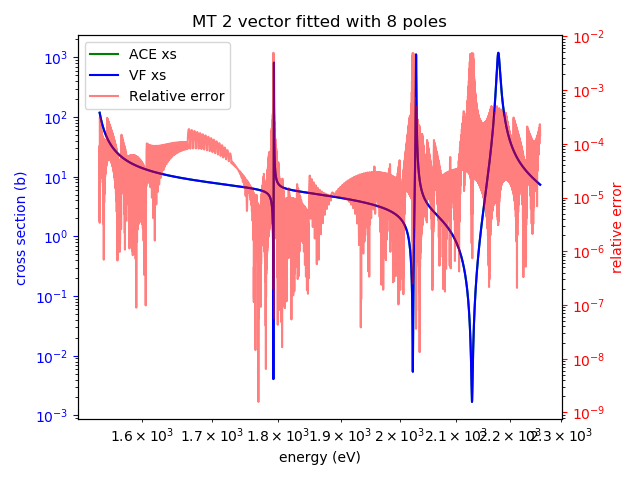 MT 2 vector fitted with 8 poles
ACE xs
VF xs
Relative error
cross section (b)
10³
10²
10¹
10⁰
10⁻¹
10⁻²
10⁻³
10⁻²
10⁻³
10⁻⁴
10⁻⁵
10⁻⁶
10⁻⁷
10⁻⁸
10⁻⁹
relative error
1.6 × 10³ 1.7 × 10³ 1.8 × 10³ 1.9 × 10³ 2 × 10³ 2.1 × 10³ 2.2 × 10³ 2.3 × 10³
energy (eV)